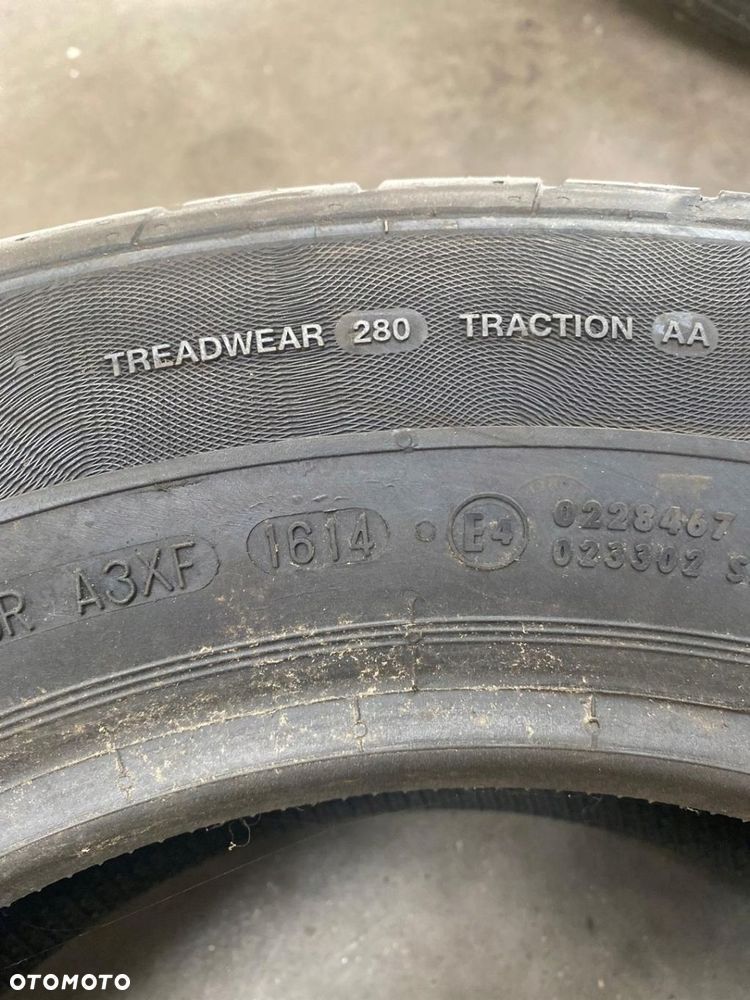 TREADWEAR 280 TRACTION AA
A3XF 1614 E4 0228467
023302 S
OTOMOTO